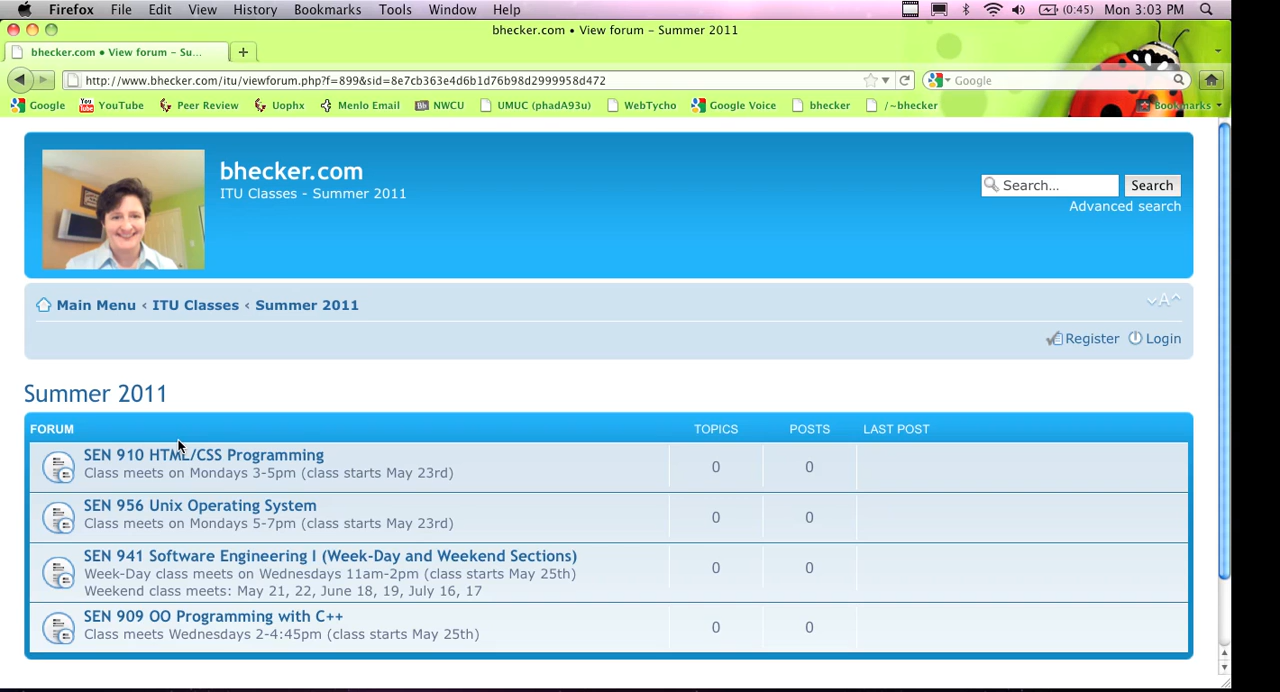 Firefox File Edit View History Bookmarks Tools Window Help (0:45) Mon 3:03 PM
bhecker.com • View forum – Summer 2011
bhecker.com • View forum – Su...
http://www.bhecker.com/itu/viewforum.php?f=899&sid=8e7cb363e4d6b1d76b98d2999958d472 Google
Google YouTube Peer Review Uophx Menlo Email NWCU UMUC (phadA93u) WebTycho Google Voice bhecker /~bhecker Bookmarks
bhecker.com
ITU Classes - Summer 2011
Search... Search
Advanced search
Main Menu ‹ ITU Classes ‹ Summer 2011
Register Login
Summer 2011
FORUM TOPICS POSTS LAST POST
SEN 910 HTML/CSS Programming
Class meets on Mondays 3-5pm (class starts May 23rd)
0 0
SEN 956 Unix Operating System
Class meets on Mondays 5-7pm (class starts May 23rd)
0 0
SEN 941 Software Engineering I (Week-Day and Weekend Sections)
Week-Day class meets on Wednesdays 11am-2pm (class starts May 25th)
Weekend class meets: May 21, 22, June 18, 19, July 16, 17
0 0
SEN 909 OO Programming with C++
Class meets Wednesdays 2-4:45pm (class starts May 25th)
0 0